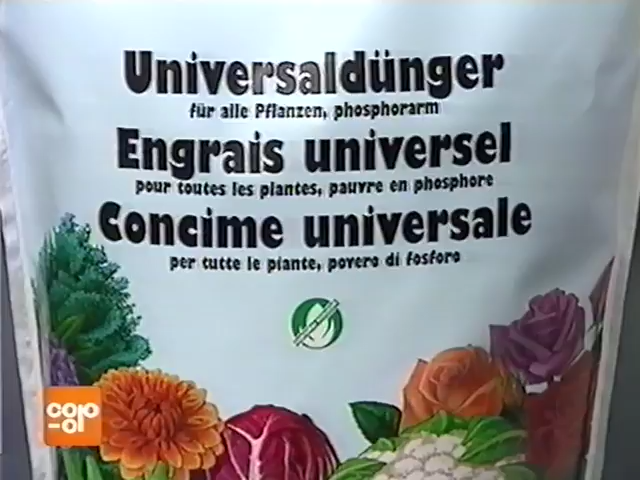 Universaldünger
für alle Pflanzen, phosphorarm
Engrais universel
pour toutes les plantes, pauvre en phosphore
Concime universale
per tutte le piante, povero di fosforo
coop